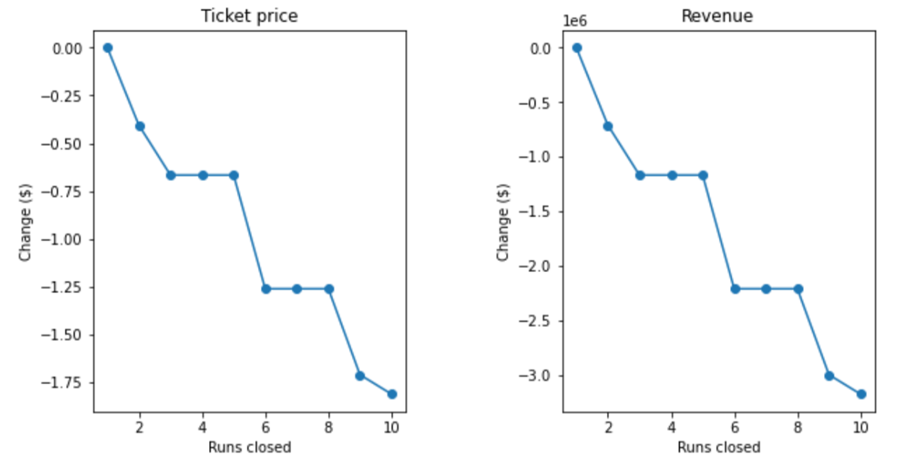 Ticket price
Change ($)
0.00
−0.25
−0.50
−0.75
−1.00
−1.25
−1.50
−1.75
2 4 6 8 10
Runs closed
Revenue
1e6
Change ($)
0.0
−0.5
−1.0
−1.5
−2.0
−2.5
−3.0
2 4 6 8 10
Runs closed